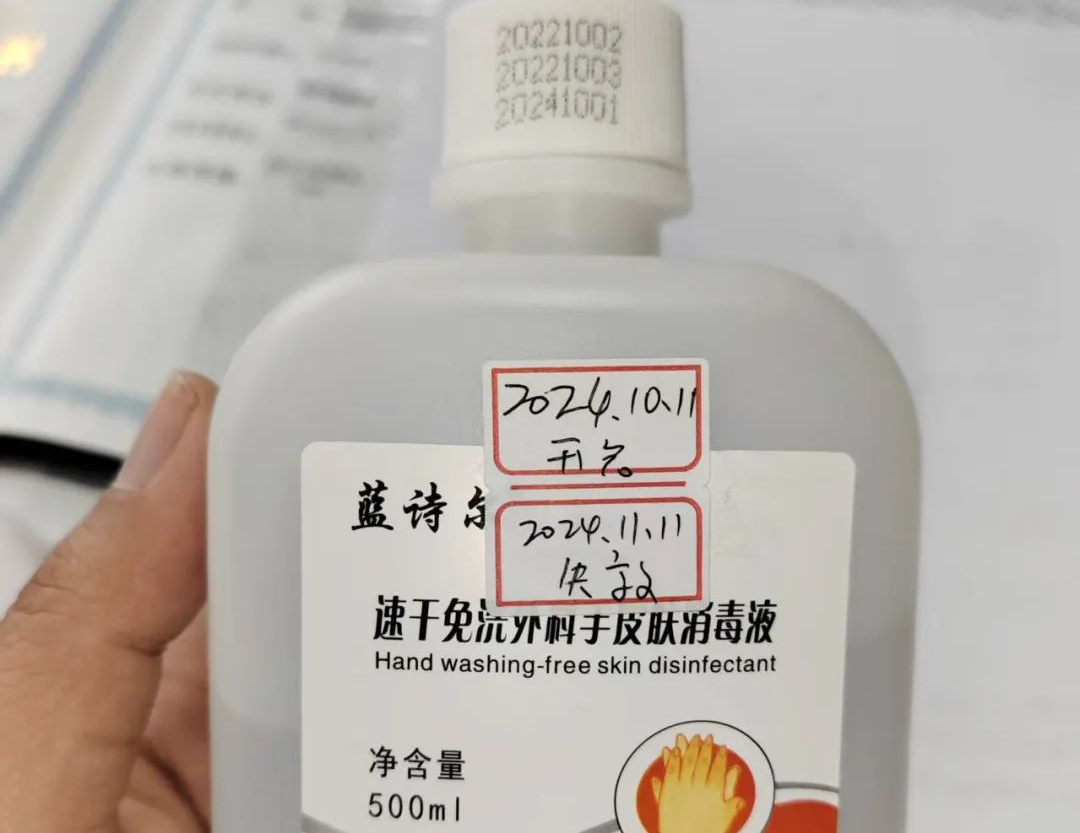 20221002
20221003
20241001
2024.10.11
开启
2024.11.11
失效
蓝诗
速干免洗外科手皮肤消毒液
Hand washing-free skin disinfectant
净含量
500ml